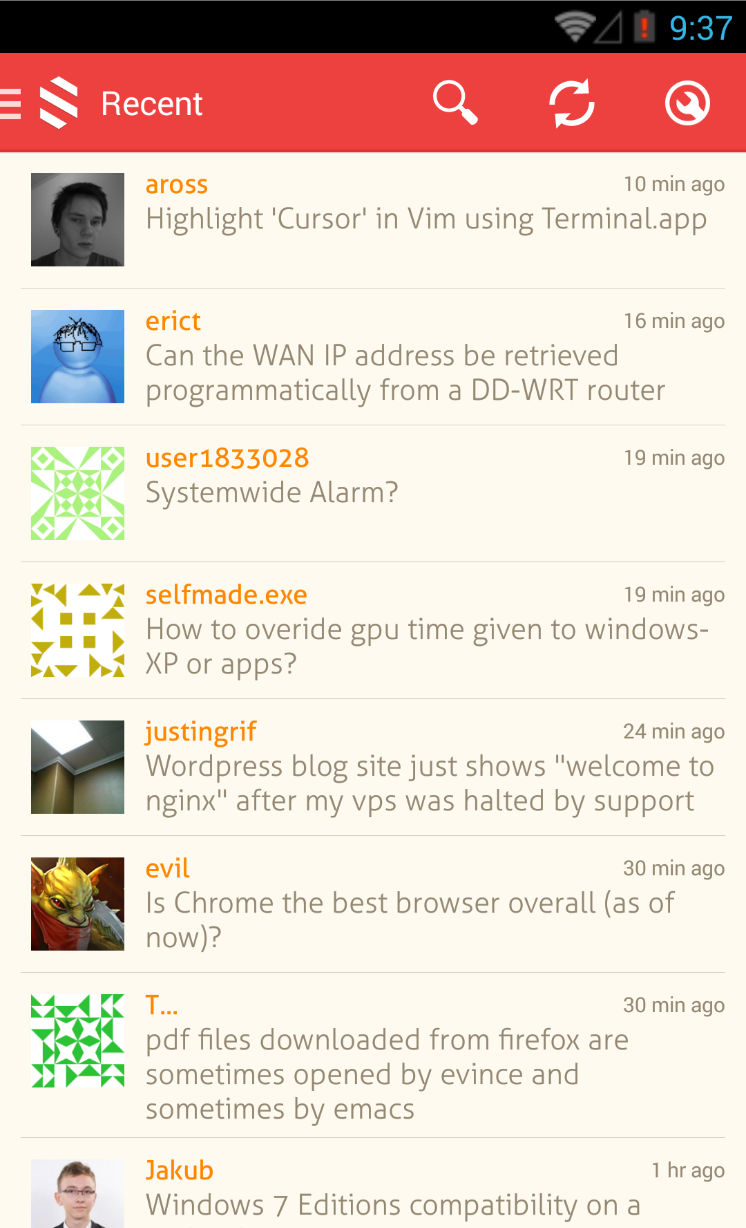 9:37
Recent
aross 10 min ago
Highlight 'Cursor' in Vim using Terminal.app
erict 16 min ago
Can the WAN IP address be retrieved
programmatically from a DD-WRT router
user1833028 19 min ago
Systemwide Alarm?
selfmade.exe 19 min ago
How to overide gpu time given to windows-
XP or apps?
justingrif 24 min ago
Wordpress blog site just shows "welcome to
nginx" after my vps was halted by support
evil 30 min ago
Is Chrome the best browser overall (as of
now)?
T... 30 min ago
pdf files downloaded from firefox are
sometimes opened by evince and
sometimes by emacs
Jakub 1 hr ago
Windows 7 Editions compatibility on a